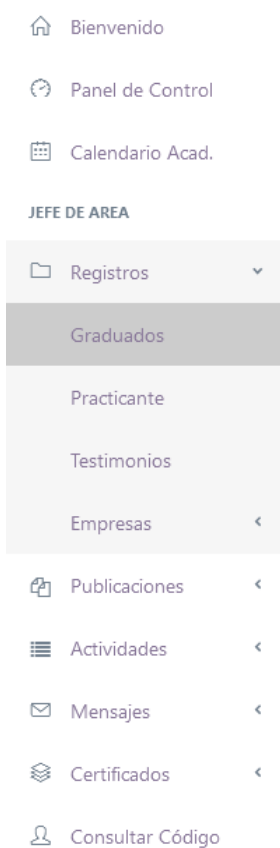 Bienvenido
Panel de Control
Calendario Acad.
JEFE DE AREA
Registros
Graduados
Practicante
Testimonios
Empresas
Publicaciones
Actividades
Mensajes
Certificados
Consultar Código